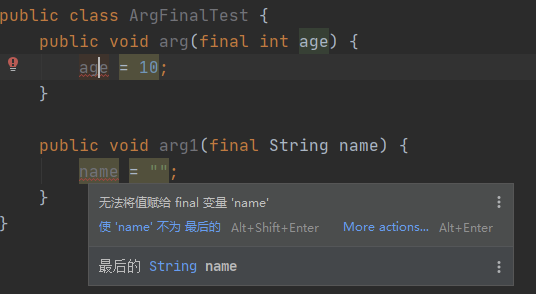 public class ArgFinalTest {
public void arg(final int age) {
age = 10;
}
public void arg1(final String name) {
name = "";
}
}
无法将值赋给 final 变量 'name'
使 'name' 不为 最后的 Alt+Shift+Enter More actions... Alt+Enter
最后的 String name